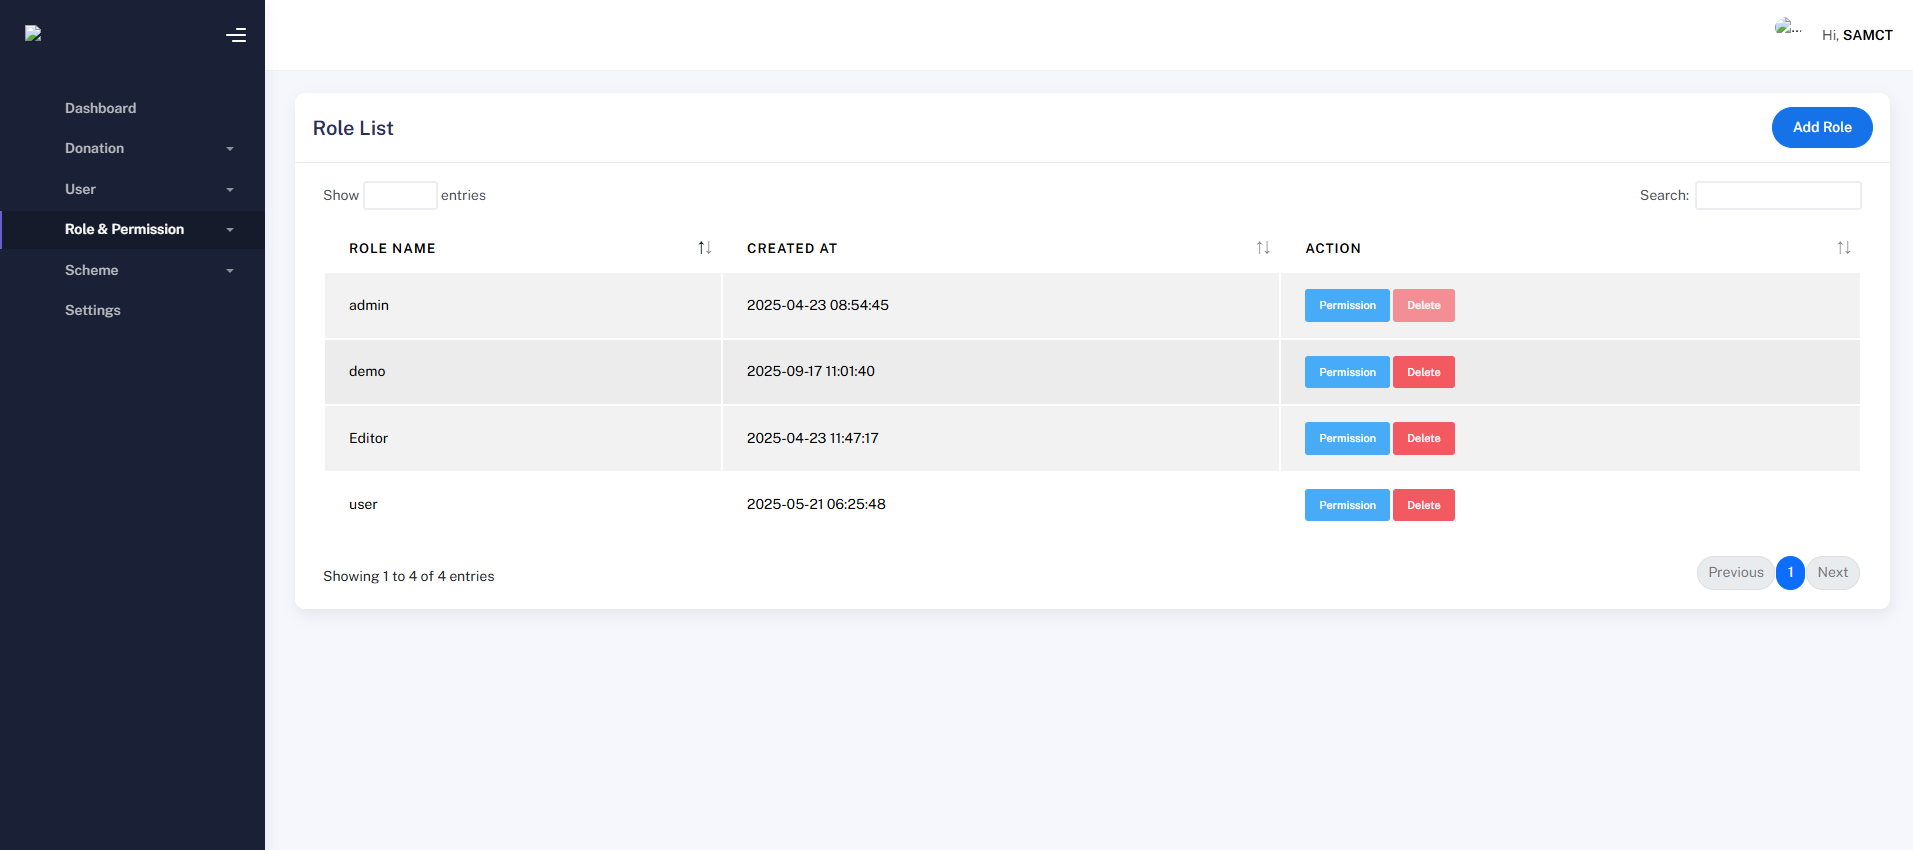 Hi, SAMCT
Dashboard
Donation
User
Role & Permission
Scheme
Settings
Role List
Add Role
Show entries
Search:
ROLE NAME CREATED AT ACTION
admin 2025-04-23 08:54:45 Permission Delete
demo 2025-09-17 11:01:40 Permission Delete
Editor 2025-04-23 11:47:17 Permission Delete
user 2025-05-21 06:25:48 Permission Delete
Showing 1 to 4 of 4 entries
Previous 1 Next